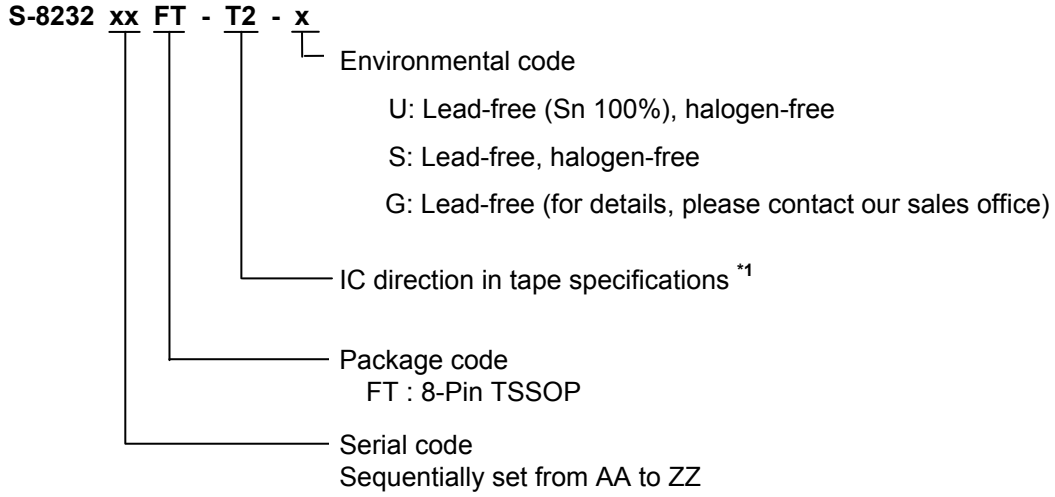 S-8232 xx FT - T2 - x
Environmental code
U: Lead-free (Sn 100%), halogen-free
S: Lead-free, halogen-free
G: Lead-free (for details, please contact our sales office)
IC direction in tape specifications *1
Package code
FT : 8-Pin TSSOP
Serial code
Sequentially set from AA to ZZ